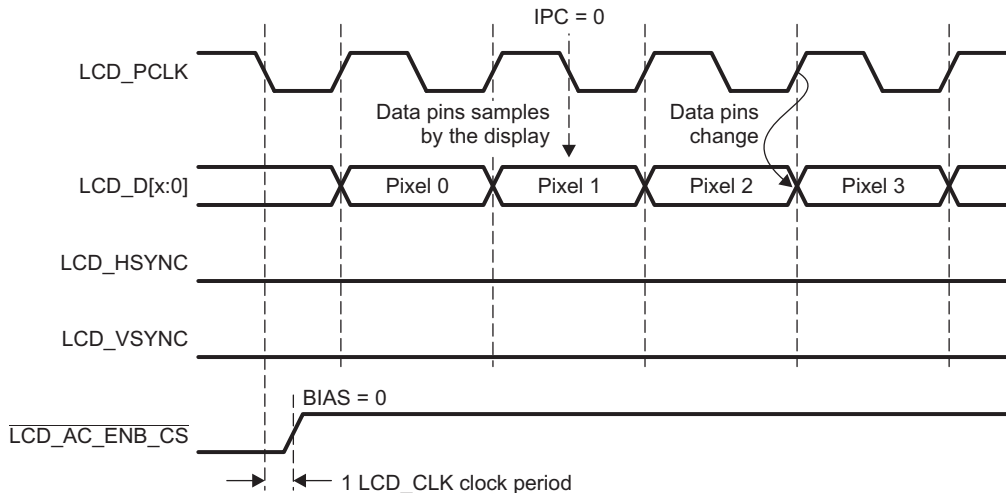 IPC = 0
LCD_PCLK
Data pins samples
by the display
Data pins
change
LCD_D[x:0]
Pixel 0
Pixel 1
Pixel 2
Pixel 3
LCD_HSYNC
LCD_VSYNC
BIAS = 0
LCD_AC_ENB_CS
1 LCD_CLK clock period